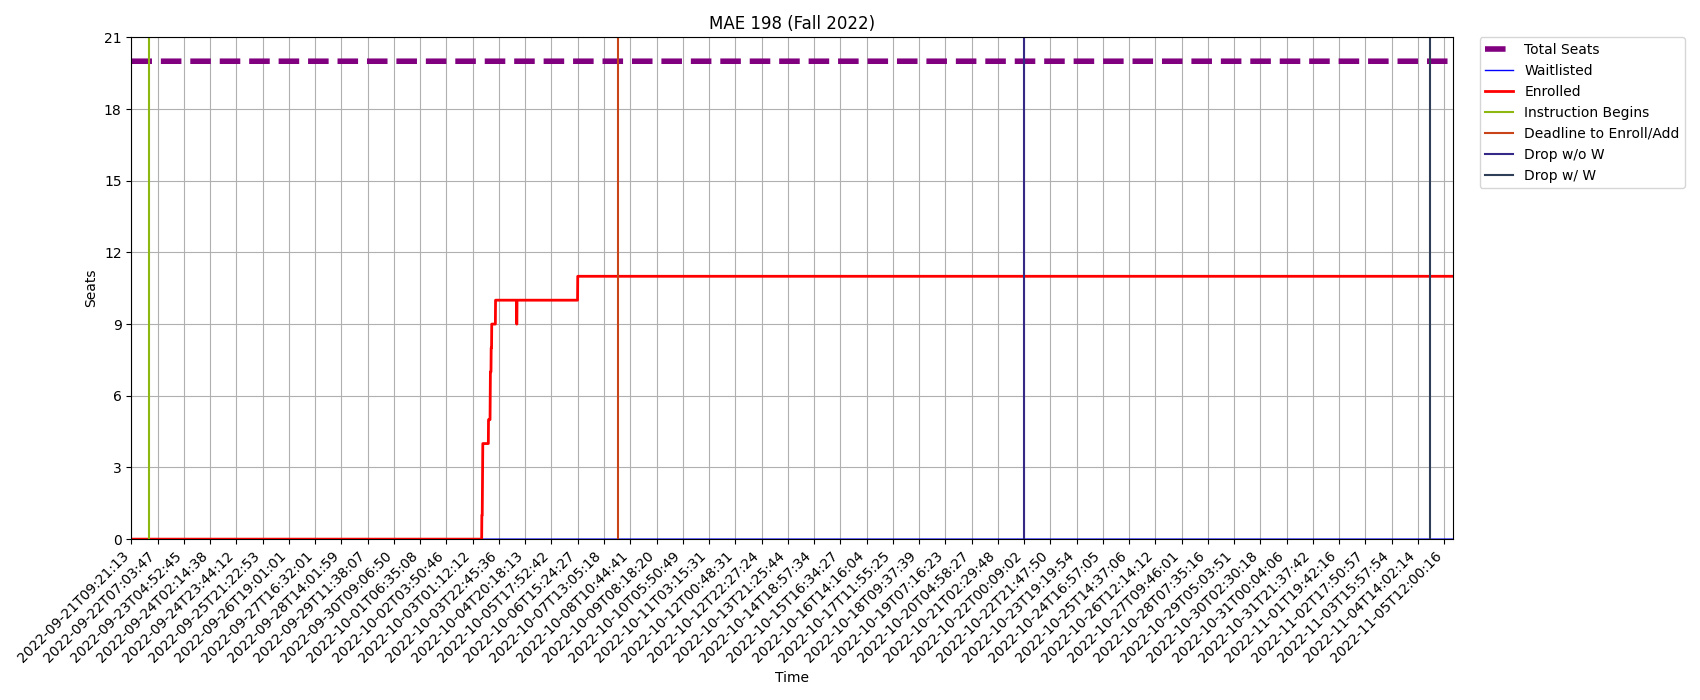 MAE 198 (Fall 2022)
21
18
15
12
9
6
3
0
Seats
2022-09-21T09:21:13
2022-09-22T07:03:47
2022-09-23T04:52:45
2022-09-24T02:14:38
2022-09-24T23:44:12
2022-09-25T21:22:53
2022-09-26T19:01:01
2022-09-27T16:32:01
2022-09-28T14:01:59
2022-09-29T11:38:07
2022-09-30T09:06:50
2022-10-01T06:35:08
2022-10-02T03:50:46
2022-10-03T01:12:12
2022-10-03T22:45:36
2022-10-04T20:18:13
2022-10-05T17:52:42
2022-10-06T15:24:27
2022-10-07T13:05:18
2022-10-08T10:44:41
2022-10-09T08:18:20
2022-10-10T05:50:49
2022-10-11T03:15:31
2022-10-12T00:48:31
2022-10-12T22:27:24
2022-10-13T21:25:44
2022-10-14T18:57:34
2022-10-15T16:34:27
2022-10-16T14:16:04
2022-10-17T11:55:25
2022-10-18T09:37:39
2022-10-19T07:16:23
2022-10-20T04:58:27
2022-10-21T02:29:48
2022-10-22T00:09:02
2022-10-22T21:47:50
2022-10-23T19:19:54
2022-10-24T16:57:05
2022-10-25T14:37:06
2022-10-26T12:14:12
2022-10-27T09:46:01
2022-10-28T07:35:16
2022-10-29T05:03:51
2022-10-30T02:30:18
2022-10-31T00:04:06
2022-10-31T21:37:42
2022-11-01T19:42:16
2022-11-02T17:50:57
2022-11-03T15:57:54
2022-11-04T14:02:14
2022-11-05T12:00:16
Time
Total Seats
Waitlisted
Enrolled
Instruction Begins
Deadline to Enroll/Add
Drop w/o W
Drop w/ W